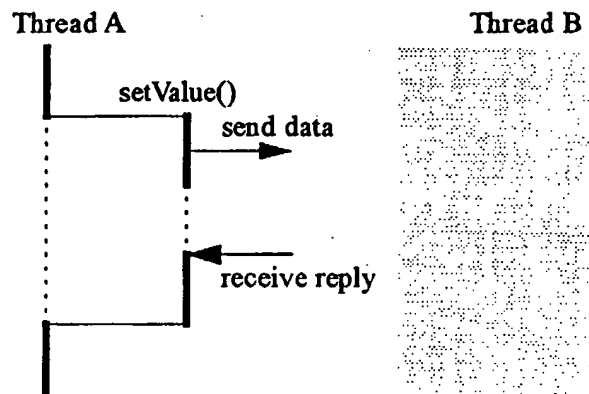 Thread A
Thread B
setValue()
send data
receive reply